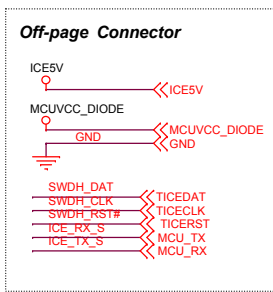 Off-page Connector
ICE5V
ICE5V
MCUVCC_DIODE
MCUVCC_DIODE
GND
GND
SWDH_DAT
TICEDAT
SWDH_CLK
TICECLK
SWDH_RST#
TICERST
ICE_RX_S
MCU_TX
ICE_TX_S
MCU_RX